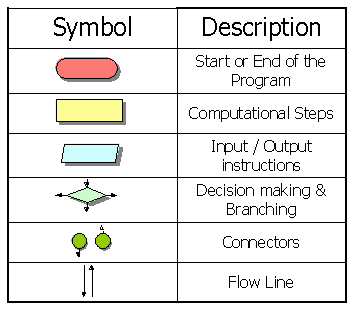 Symbol Description
Start or End of the
Program
Computational Steps
Input / Output
instructions
Decision making &
Branching
Connectors
Flow Line